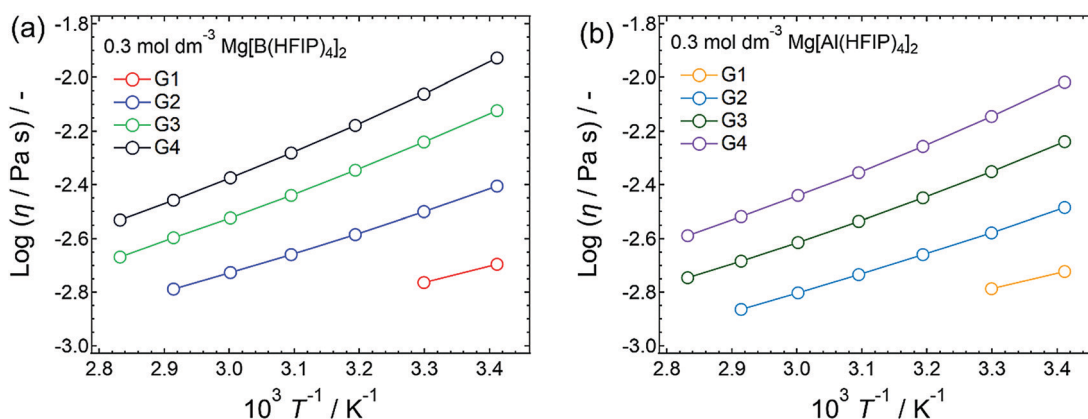 (a)
0.3 mol dm⁻³ Mg[B(HFIP)₄]₂
G1
G2
G3
G4
Log (η / Pa s) / -
-1.8
-2.0
-2.2
-2.4
-2.6
-2.8
-3.0
2.8 2.9 3.0 3.1 3.2 3.3 3.4
10³ T⁻¹ / K⁻¹
(b)
0.3 mol dm⁻³ Mg[Al(HFIP)₄]₂
G1
G2
G3
G4
Log (η / Pa s) / -
-1.8
-2.0
-2.2
-2.4
-2.6
-2.8
-3.0
2.8 2.9 3.0 3.1 3.2 3.3 3.4
10³ T⁻¹ / K⁻¹